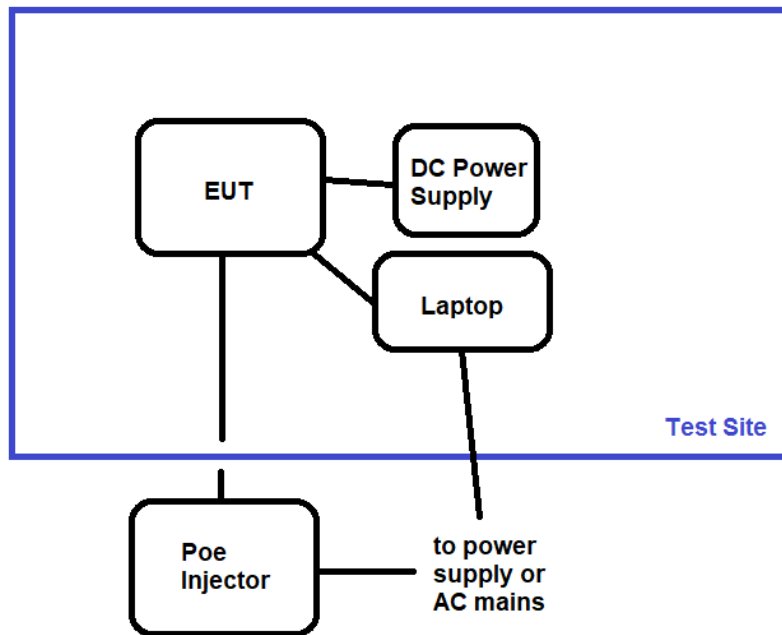 EUT
DC Power
Supply
Laptop
Test Site
Poe
Injector
to power
supply or
AC mains